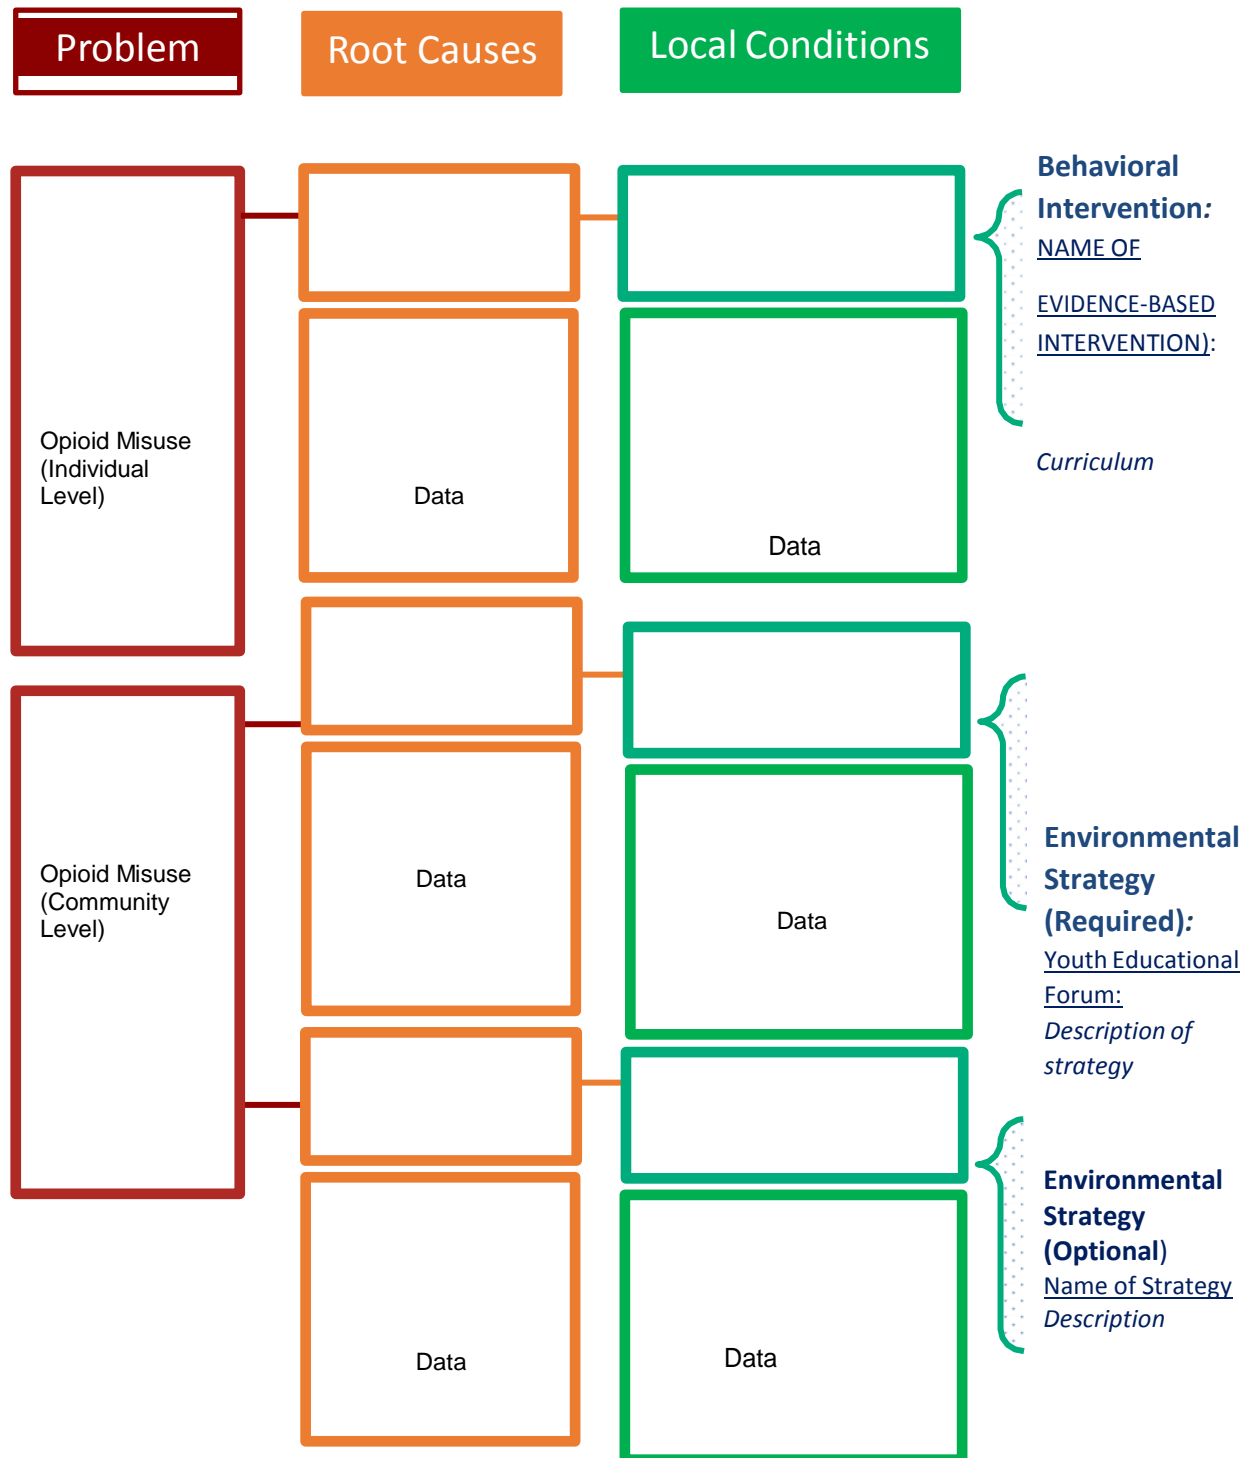 Problem
Root Causes
Local Conditions
Opioid Misuse
(Individual
Level)
Data
Data
Behavioral
Intervention:
NAME OF
EVIDENCE-BASED
INTERVENTION):
Curriculum
Opioid Misuse
(Community
Level)
Data
Data
Environmental
Strategy
(Required):
Youth Educational
Forum:
Description of
strategy
Data
Data
Environmental
Strategy
(Optional)
Name of Strategy
Description